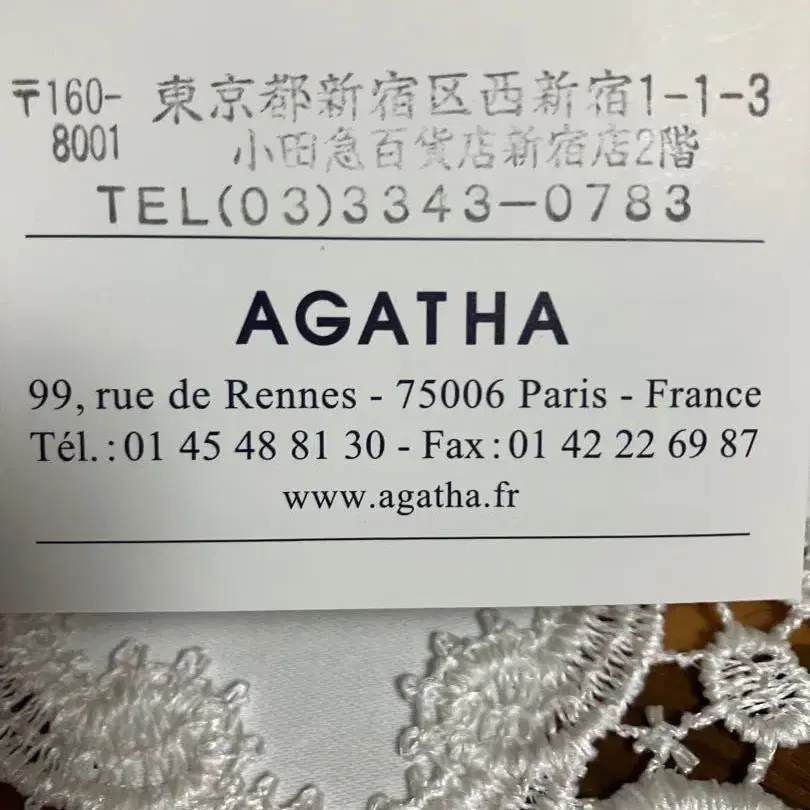 〒160-8001
東京都新宿区西新宿1-1-3
小田急百貨店新宿店2階
TEL(03)3343-0783
AGATHA
99, rue de Rennes - 75006 Paris - France
Tél. : 01 45 48 81 30 - Fax : 01 42 22 69 87
www.agatha.fr